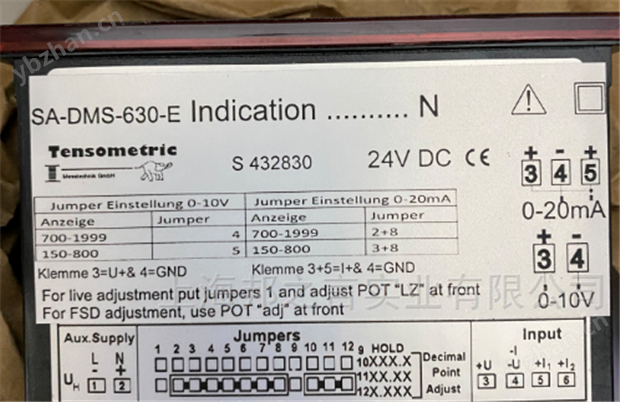 SA-DMS-630-E Indication .......... N
Tensometric
Messtechnik GmbH
S 432830 24V DC CE
+ - +
3 4 5
0-20mA
+ -
3 4
0-10V
Jumper Einstellung 0-10V Jumper Einstellung 0-20mA
Anzeige Jumper Anzeige Jumper
700-1999 4 700-1999 2+8
150-800 5 150-800 3+8
Klemme 3=U+& 4=GND Klemme 3+5=I+& 4=GND
For live adjustment put jumpers 1 and adjust POT "LZ" at front
For FSD adjustment, use POT "adj" at front
Aux.Supply
L N
- +
UH 1 2
Jumpers
1 2 3 4 5 6 7 8 9 10 11 12
9 HOLD
10XXX.X
11XX.XX
12X.XXX
Decimal
Point
Adjust
Input
-I
+U -U +I1 +I2
3 4 5 6
ybzhan.cn